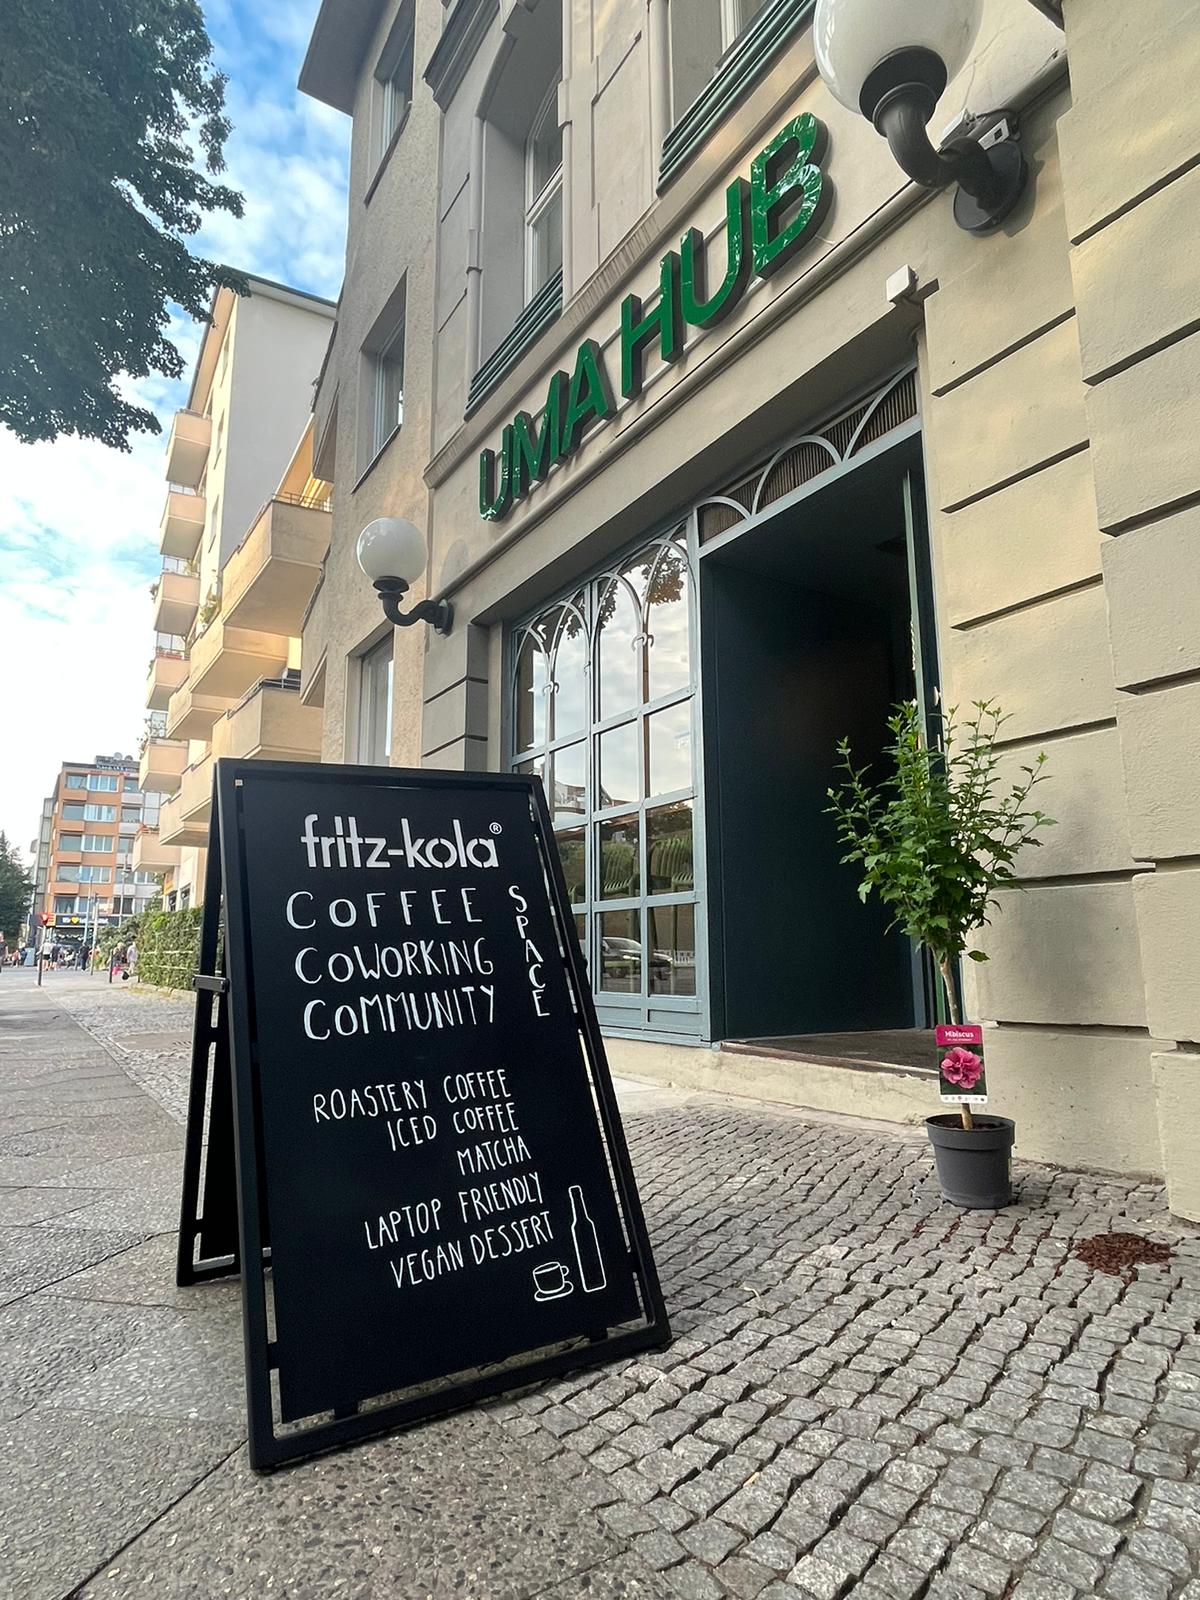 UMA HUB
fritz-kola®
COFFEE
COWORKING
COMMUNITY
SPACE
ROASTERY COFFEE
ICED COFFEE
MATCHA
LAPTOP FRIENDLY
VEGAN DESSERT
Hibiscus